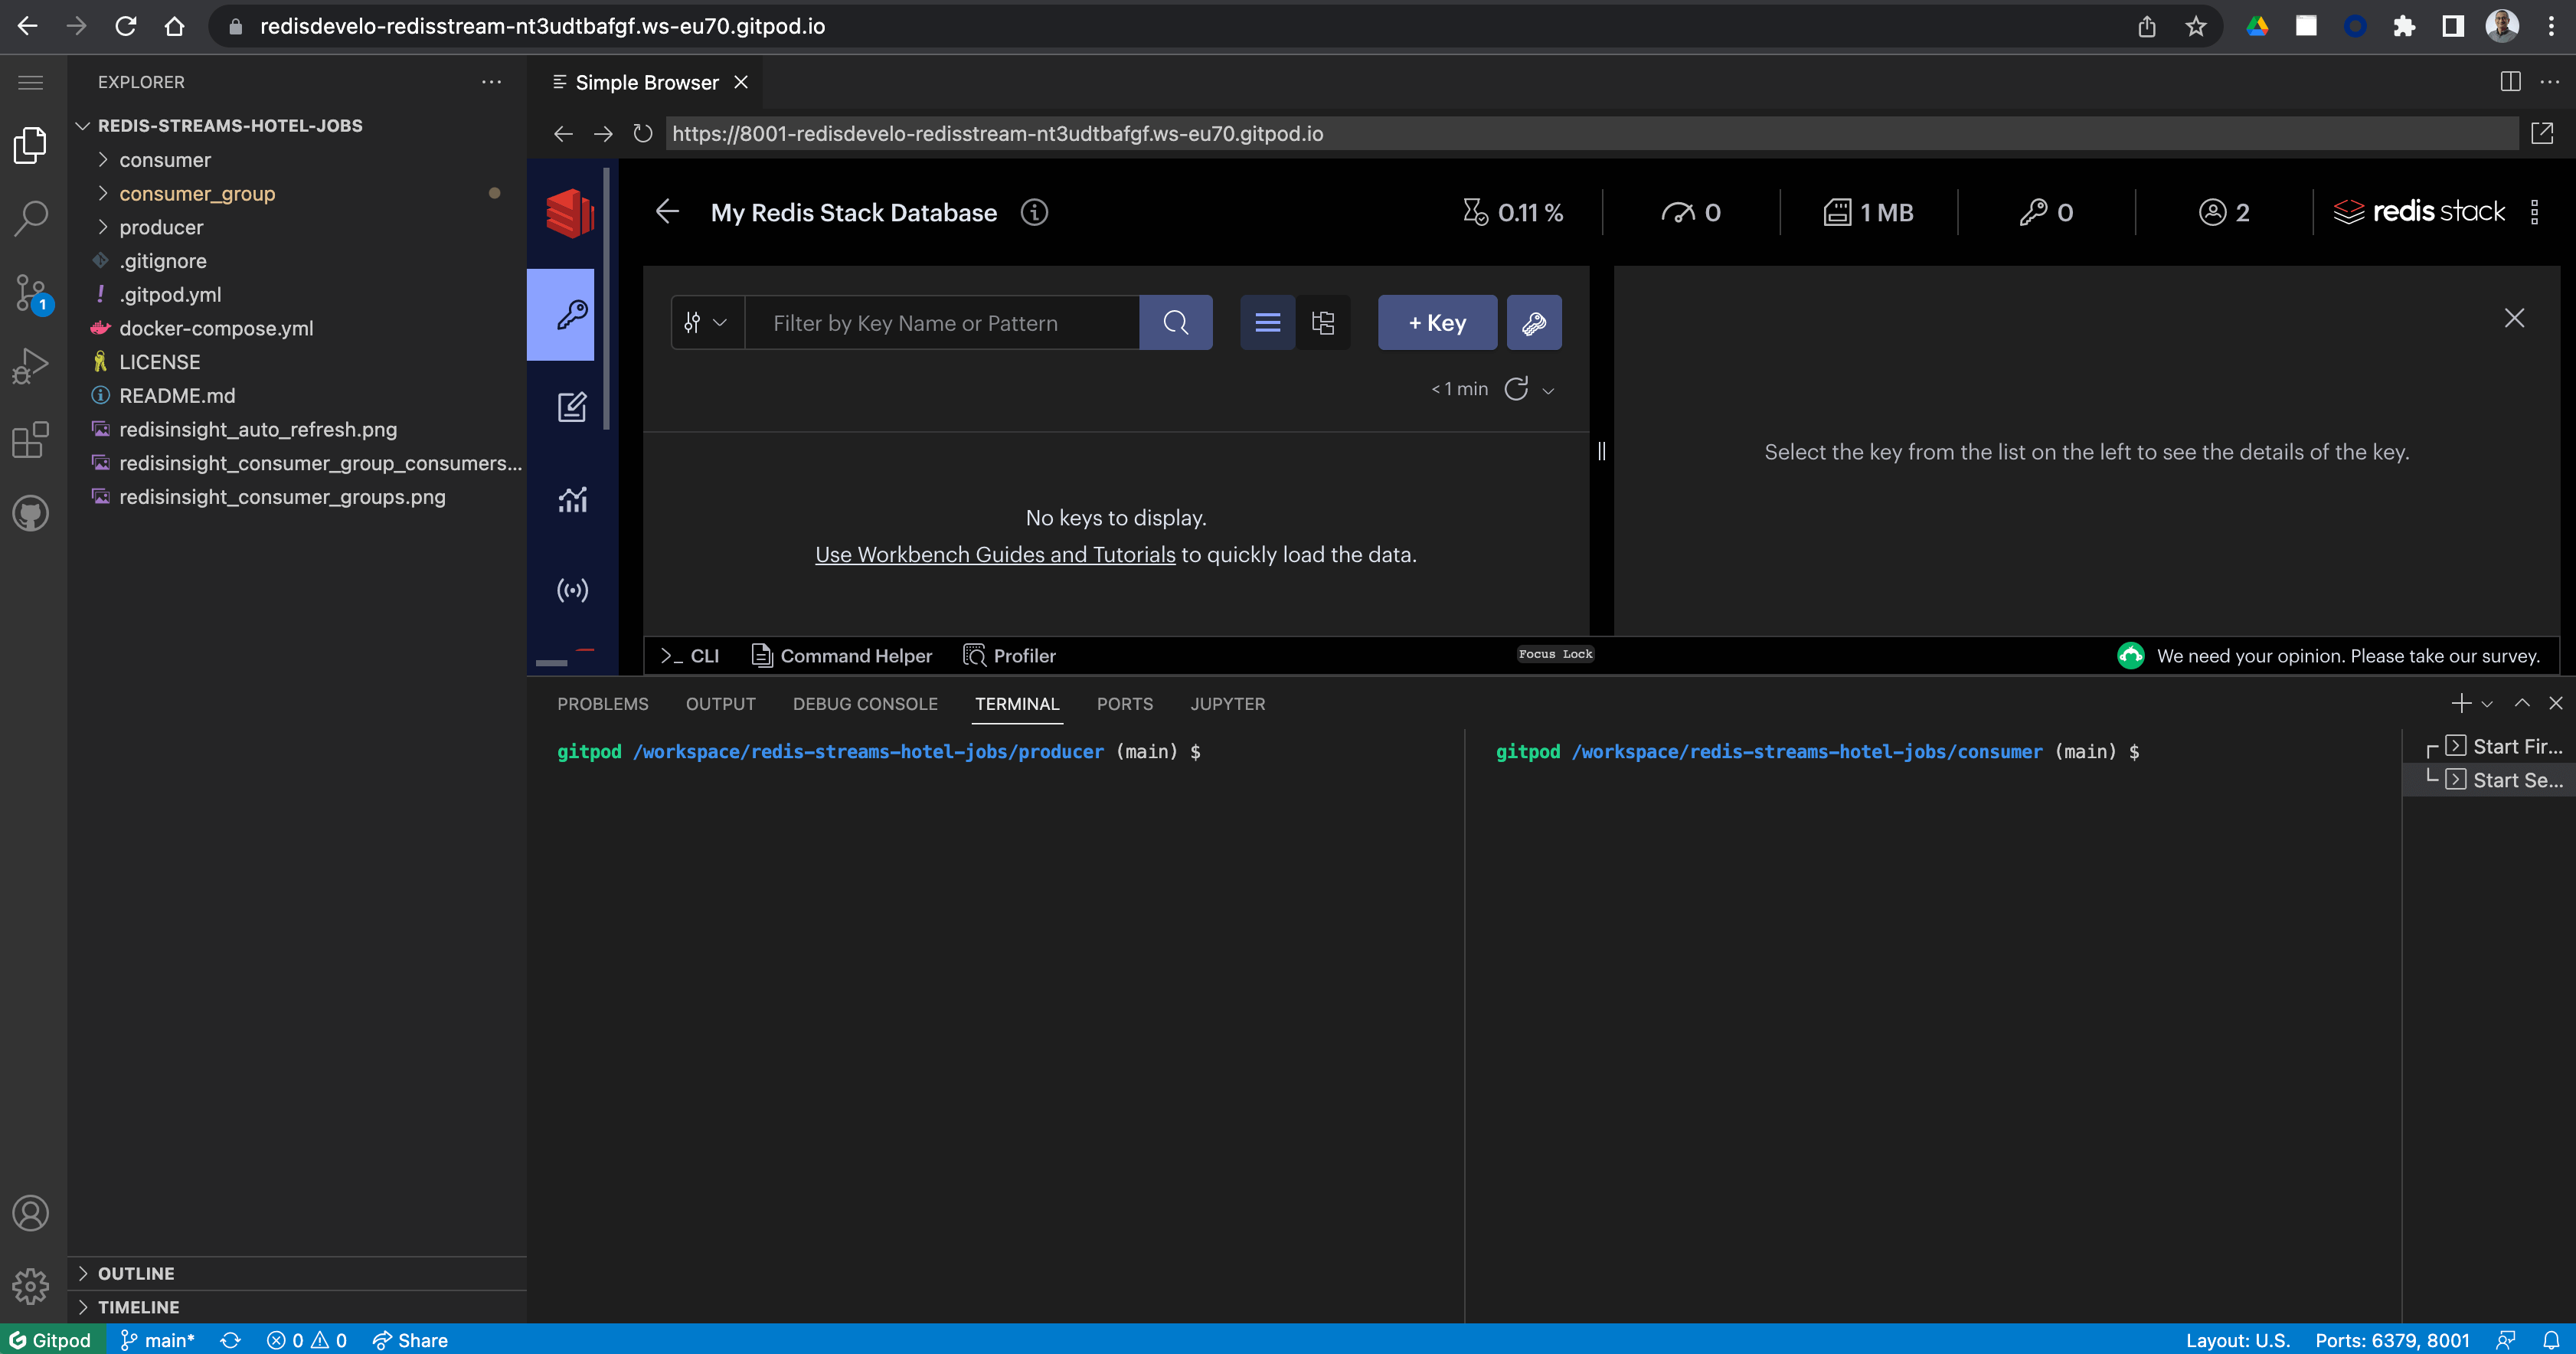 redisdevelo-redisstream-nt3udtbafgf.ws-eu70.gitpod.io
EXPLORER
REDIS-STREAMS-HOTEL-JOBS
consumer
consumer_group
producer
.gitignore
.gitpod.yml
docker-compose.yml
LICENSE
README.md
redisinsight_auto_refresh.png
redisinsight_consumer_group_consumers...
redisinsight_consumer_groups.png
1
OUTLINE
TIMELINE
Simple Browser
https://8001-redisdevelo-redisstream-nt3udtbafgf.ws-eu70.gitpod.io
My Redis Stack Database
0.11 %
0
1 MB
0
2
redis stack
Filter by Key Name or Pattern
+ Key
< 1 min
No keys to display.
Use Workbench Guides and Tutorials to quickly load the data.
Select the key from the list on the left to see the details of the key.
>_ CLI
Command Helper
Profiler
Focus Lock
We need your opinion. Please take our survey.
PROBLEMS
OUTPUT
DEBUG CONSOLE
TERMINAL
PORTS
JUPYTER
gitpod /workspace/redis-streams-hotel-jobs/producer (main) $
gitpod /workspace/redis-streams-hotel-jobs/consumer (main) $
Start Fir...
Start Se...
Gitpod
main*
0
0
Share
Layout: U.S.
Ports: 6379, 8001